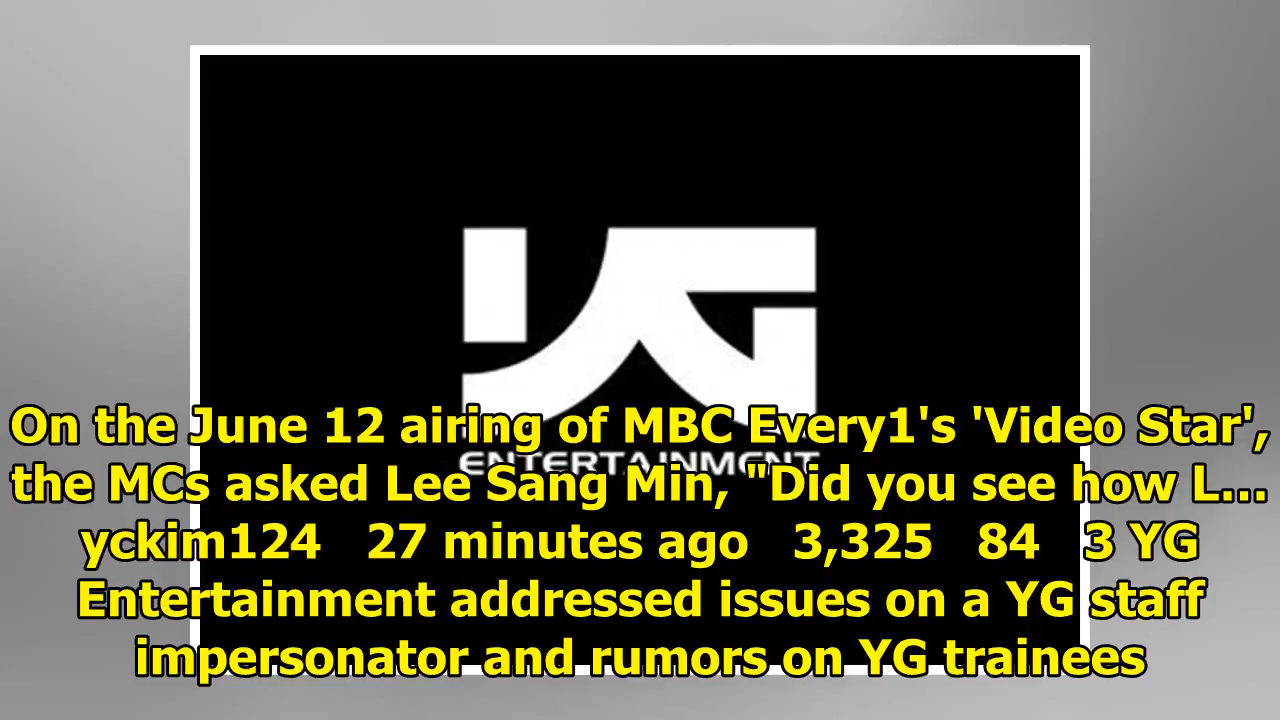 YG
ENTERTAINMENT
On the June 12 airing of MBC Every1's 'Video Star',
the MCs asked Lee Sang Min, "Did you see how L...
yckim124 27 minutes ago 3,325 84 3 YG
Entertainment addressed issues on a YG staff
impersonator and rumors on YG trainees